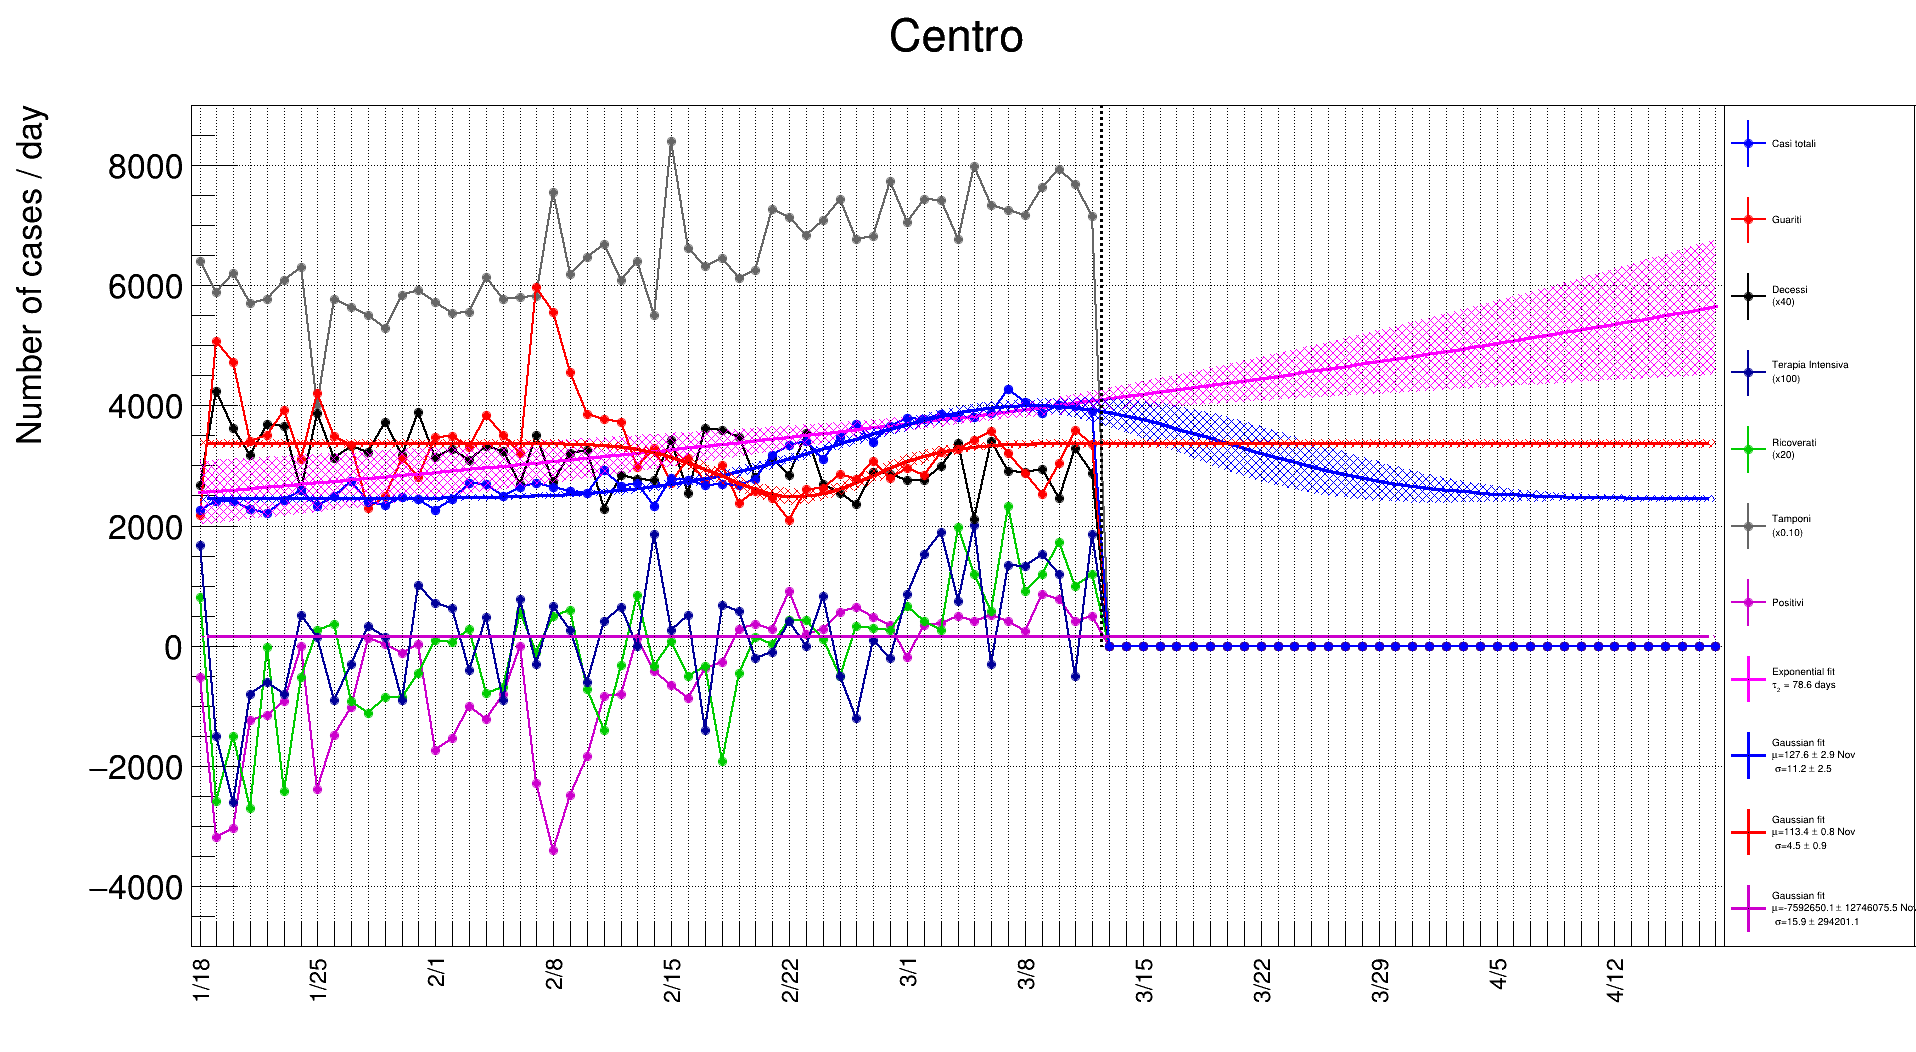 Centro
Number of cases / day
8000
6000
4000
2000
0
−2000
−4000
1/18
1/25
2/1
2/8
2/15
2/22
3/1
3/8
3/15
3/22
3/29
4/5
4/12
Casi totali
Guariti
Decessi
(x40)
Terapia Intensiva
(x100)
Ricoverati
(x20)
Tamponi
(x0.10)
Positivi
Exponential fit
τ₂ = 78.6 days
Gaussian fit
μ=127.6 ± 2.9 Nov
σ=11.2 ± 2.5
Gaussian fit
μ=113.4 ± 0.8 Nov
σ=4.5 ± 0.9
Gaussian fit
μ=-7592650.1 ± 12746075.5 Nov
σ=15.9 ± 294201.1